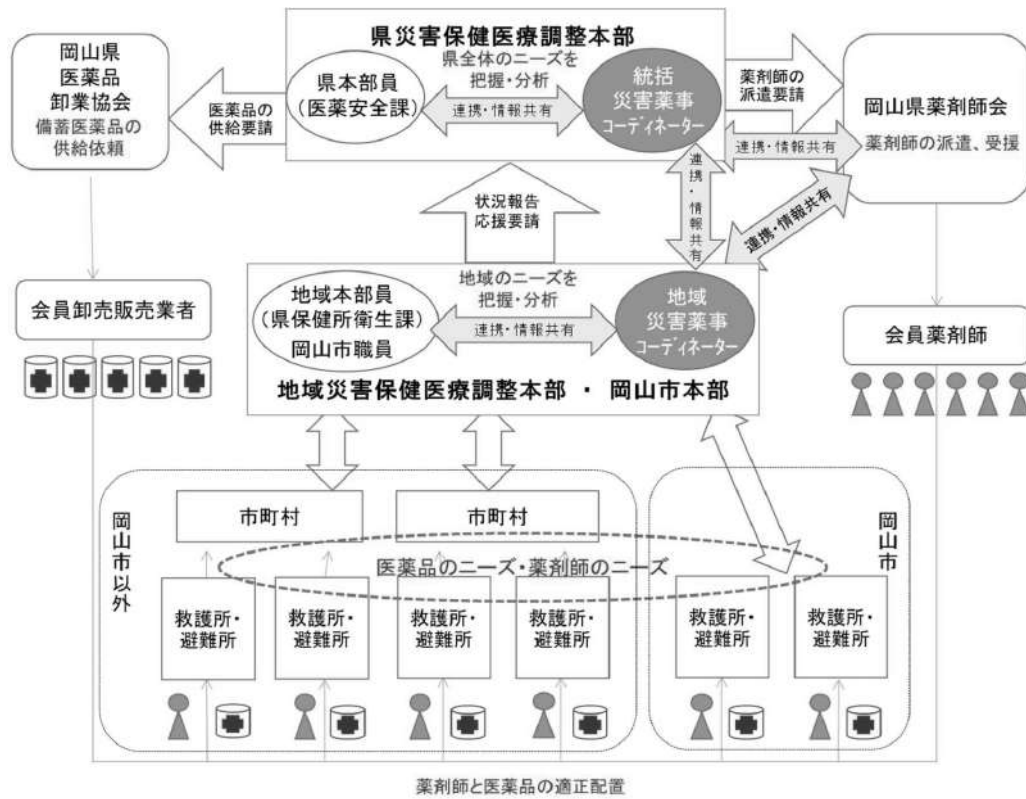 県災害保健医療調整本部
岡山県
医薬品
卸業協会
備蓄医薬品の
供給依頼
医薬品の
供給要請
県本部員
（医薬安全課）
県全体のニーズを
把握・分析
連携・情報共有
統括
災害薬事
コーディネーター
薬剤師の
派遣要請
連携・情報共有
岡山県薬剤師会
薬剤師の派遣、受援
状況報告
応援要請
連携・情報共有
連携・情報共有
会員卸売販売業者
地域本部員
（県保健所衛生課）
岡山市職員
地域のニーズを
把握・分析
連携・情報共有
地域
災害薬事
コーディネーター
地域災害保健医療調整本部 ・ 岡山市本部
会員薬剤師
岡山市以外
市町村
市町村
岡山市
医薬品のニーズ・薬剤師のニーズ
救護所・
避難所
救護所・
避難所
救護所・
避難所
救護所・
避難所
救護所・
避難所
救護所・
避難所
薬剤師と医薬品の適正配置